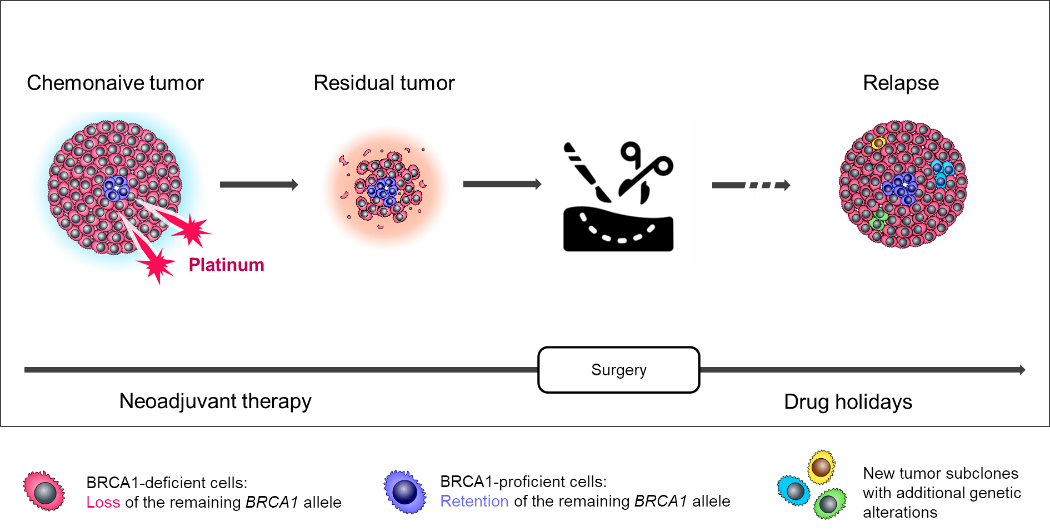 Chemonaive tumor
Residual tumor
Relapse
Platinum
Surgery
Neoadjuvant therapy
Drug holidays
BRCA1-deficient cells:
Loss of the remaining BRCA1 allele
BRCA1-proficient cells:
Retention of the remaining BRCA1 allele
New tumor subclones
with additional genetic
alterations